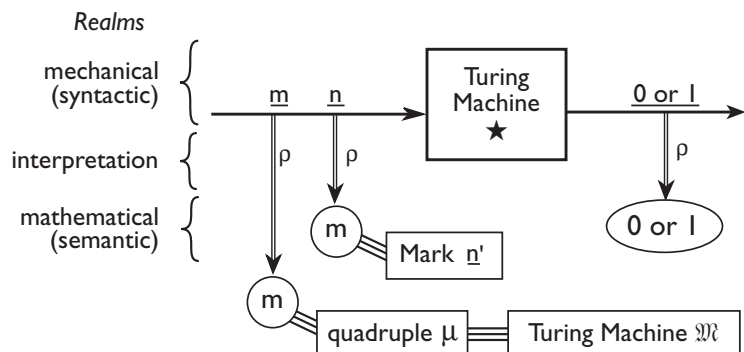 Realms
mechanical
(syntactic)
interpretation
mathematical
(semantic)
m n
Turing
Machine
★
0 or 1
ρ ρ ρ
m
Mark n'
0 or 1
m
quadruple μ
Turing Machine 𝔐